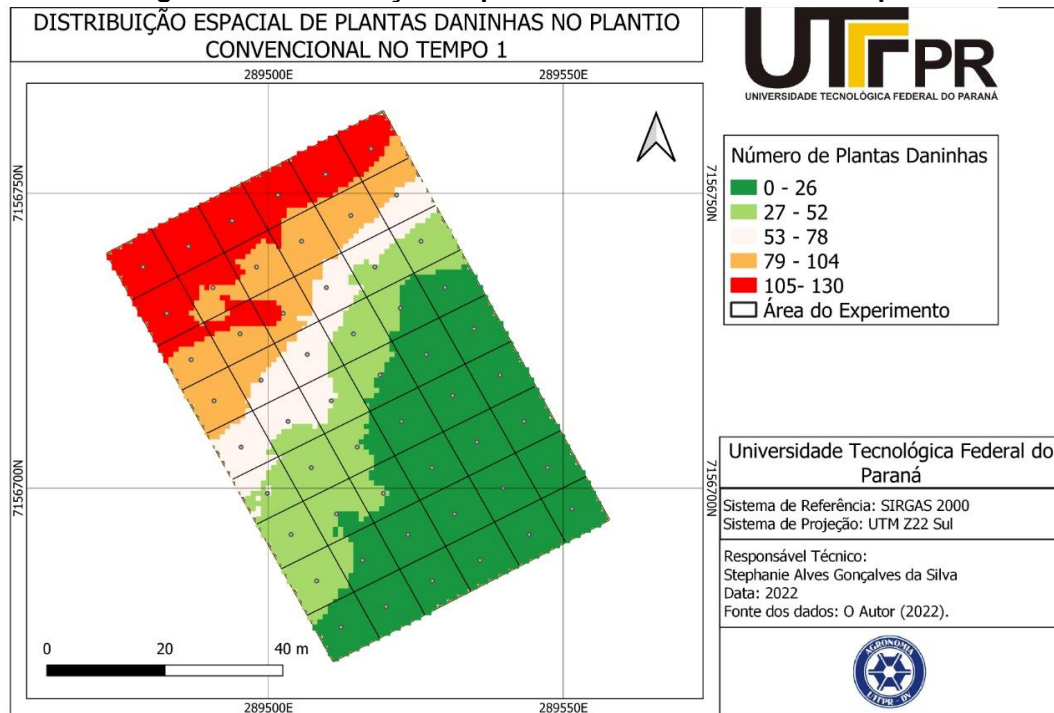 DISTRIBUIÇÃO ESPACIAL DE PLANTAS DANINHAS NO PLANTIO
CONVENCIONAL NO TEMPO 1
289500E
289550E
7156750N
7156700N
7156750N
7156700N
289500E
289550E
0 20 40 m
UTFPR
UNIVERSIDADE TECNOLÓGICA FEDERAL DO PARANÁ
Número de Plantas Daninhas
0 - 26
27 - 52
53 - 78
79 - 104
105- 130
Área do Experimento
Universidade Tecnológica Federal do
Paraná
Sistema de Referência: SIRGAS 2000
Sistema de Projeção: UTM Z22 Sul
Responsável Técnico:
Stephanie Alves Gonçalves da Silva
Data: 2022
Fonte dos dados: O Autor (2022).
AGRONOMIA
UTFPR - DV